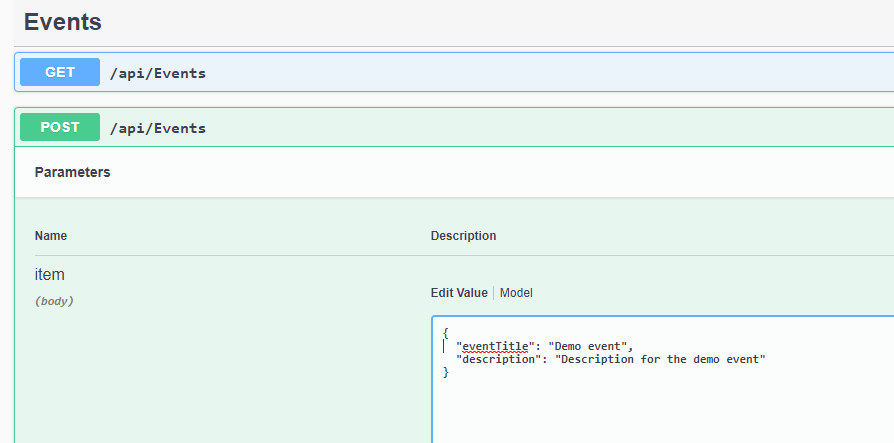 Events
GET /api/Events
POST /api/Events
Parameters
Name Description
item
(body)
Edit Value Model
{
"eventTitle": "Demo event",
"description": "Description for the demo event"
}